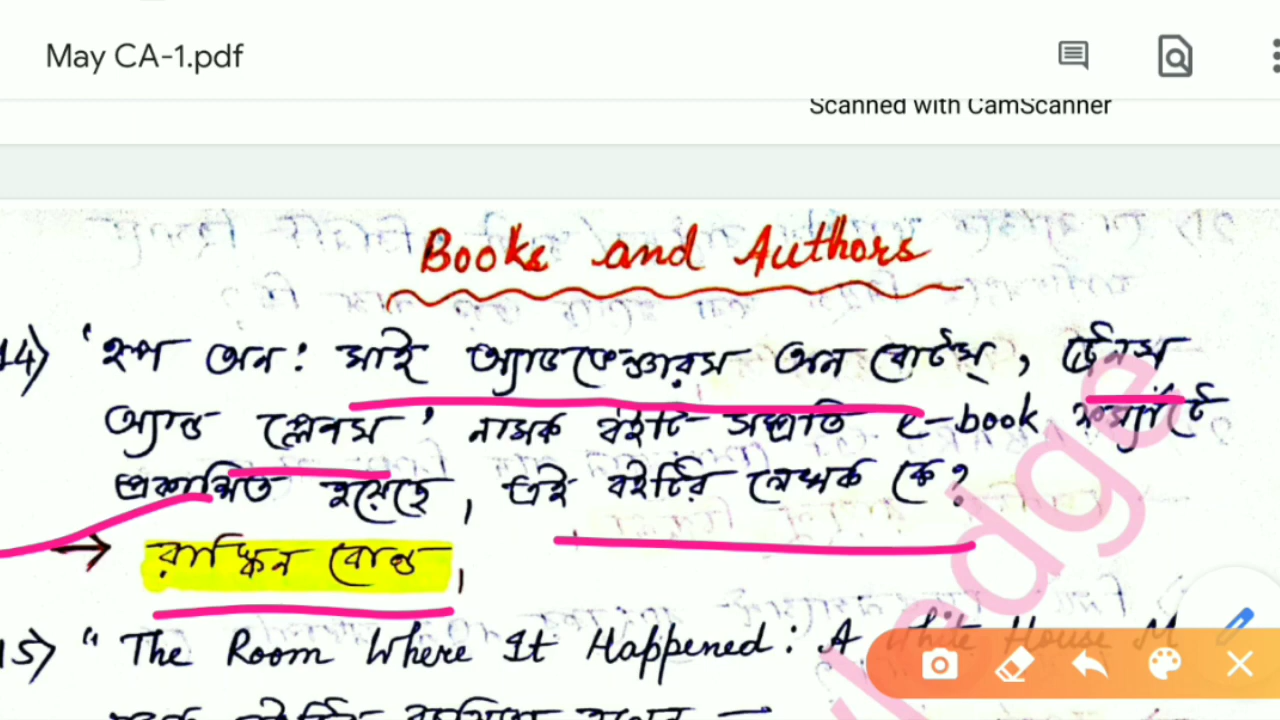 May CA-1.pdf
Scanned with CamScanner
Books and Authors
14) 'হপ অন: মাই অ্যাডভেঞ্চারস অন বোটস্, ট্রেনস
অ্যান্ড প্লেনস' নামক বইটি সম্প্রতি e-book ফরম্যাটে
প্রকাশিত হয়েছে, এই বইটির লেখক কে?
→ রাস্কিন বোন্ড,
15) "The Room Where It Happened: A White House M